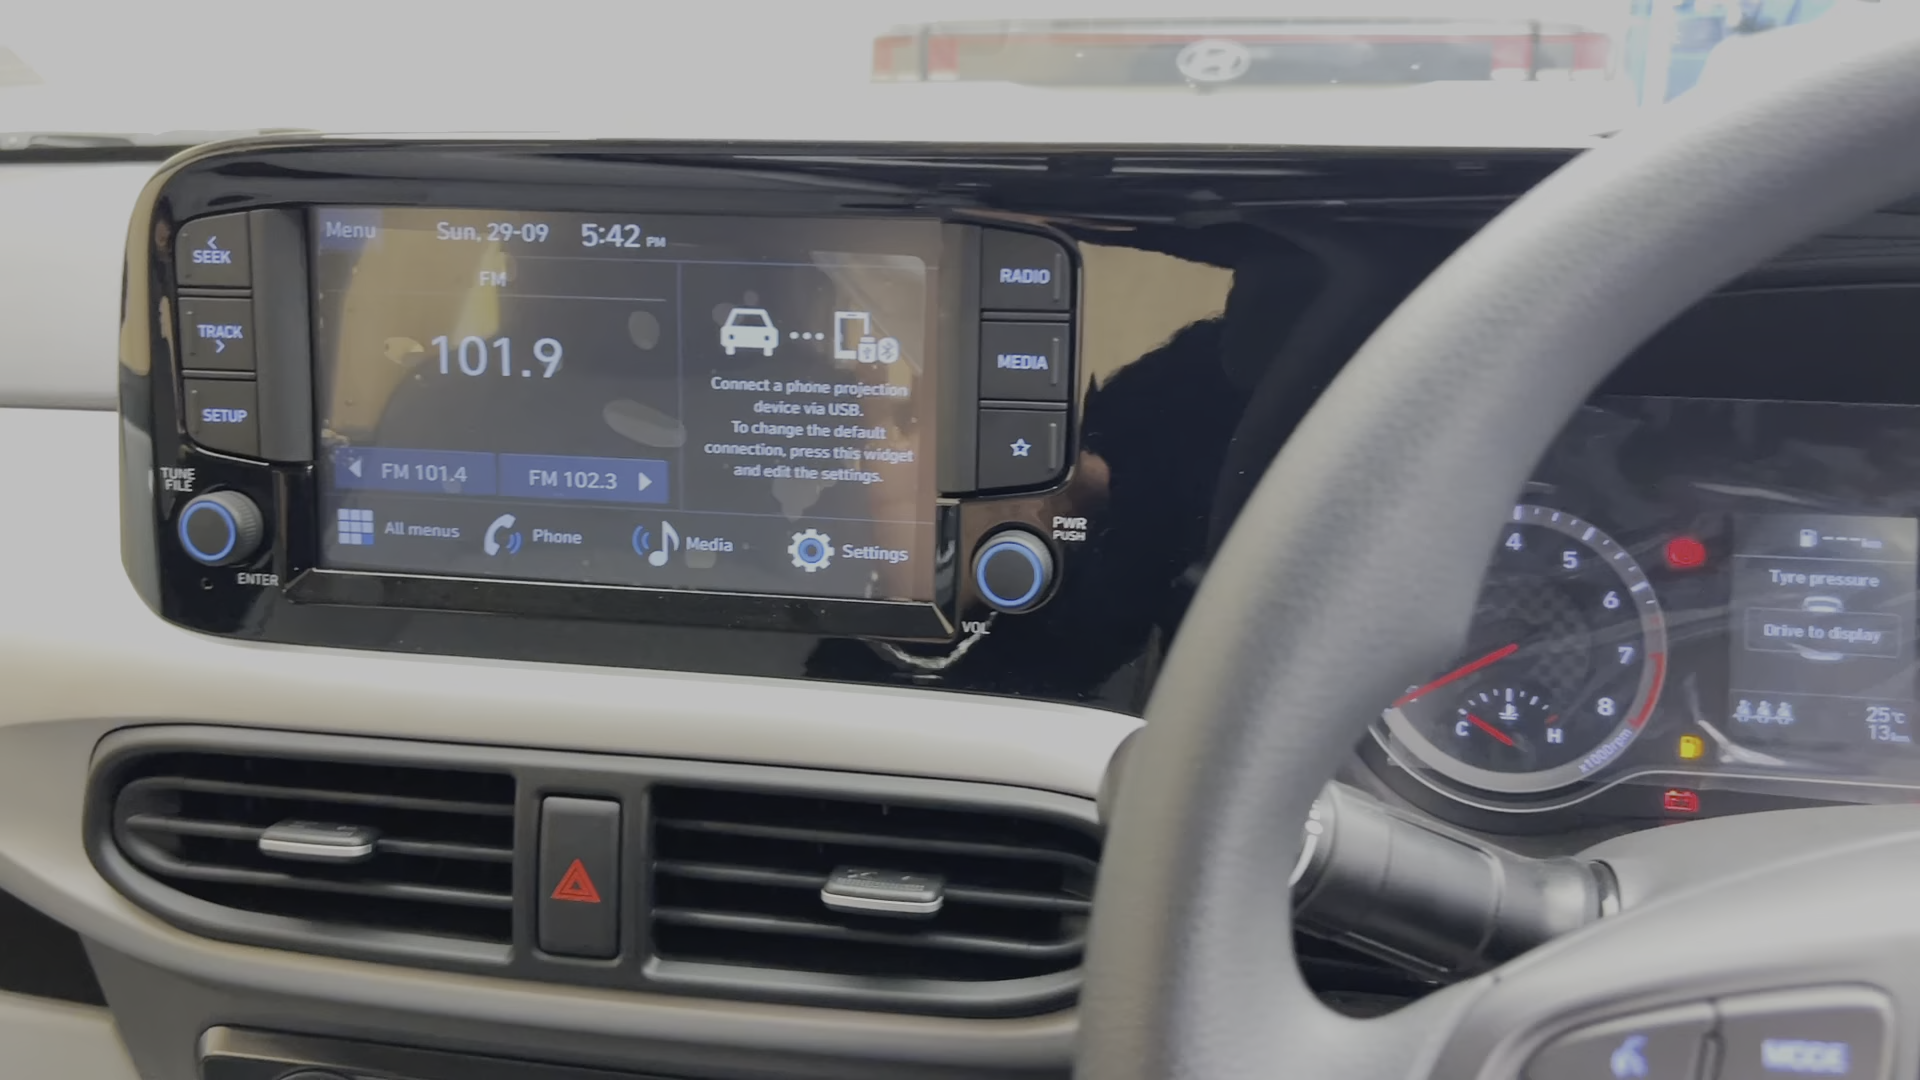 SEEK
TRACK
SETUP
TUNE
FILE
ENTER
Menu
Sun, 29-09
5:42 PM
FM
101.9
FM 101.4
FM 102.3
Connect a phone projection
device via USB.
To change the default
connection, press this widget
and edit the settings.
All menus
Phone
Media
Settings
RADIO
MEDIA
PWR
PUSH
VOL
4
5
6
7
8
x1000rpm
C
H
---km
Tyre pressure
Drive to display
25°C
13km
MODE